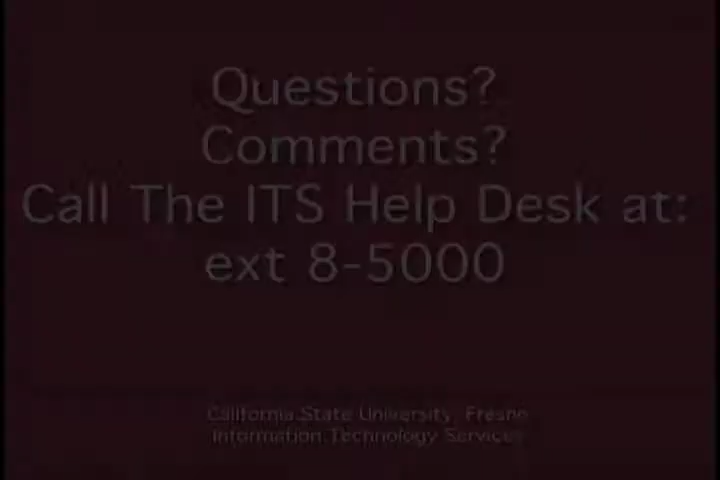 Questions?
Comments?
Call The ITS Help Desk at:
ext 8-5000
California State University, Fresno
Information Technology Services